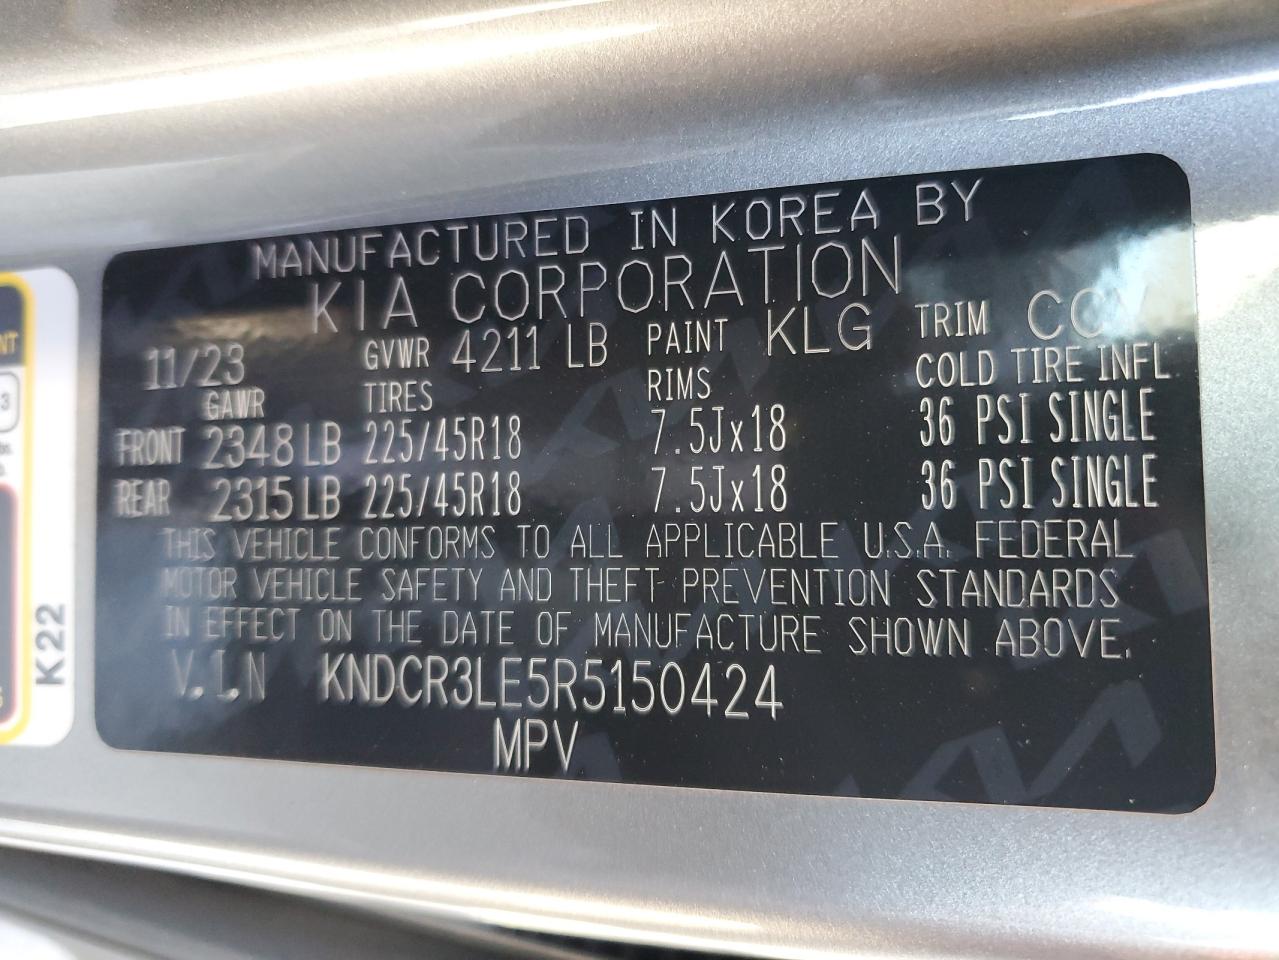 MANUFACTURED IN KOREA BY
KIA CORPORATION
11/23 GVWR 4211 LB PAINT KLG TRIM
GAWR TIRES RIMS COLD TIRE INFL
FRONT 2348 LB 225/45R18 7.5Jx18 36 PSI SINGLE
REAR 2315 LB 225/45R18 7.5Jx18 36 PSI SINGLE
THIS VEHICLE CONFORMS TO ALL APPLICABLE U.S.A. FEDERAL
MOTOR VEHICLE SAFETY AND THEFT PREVENTION STANDARDS
IN EFFECT ON THE DATE OF MANUFACTURE SHOWN ABOVE.
V.I.N KNDCR3LE5R5150424
MPV
K22